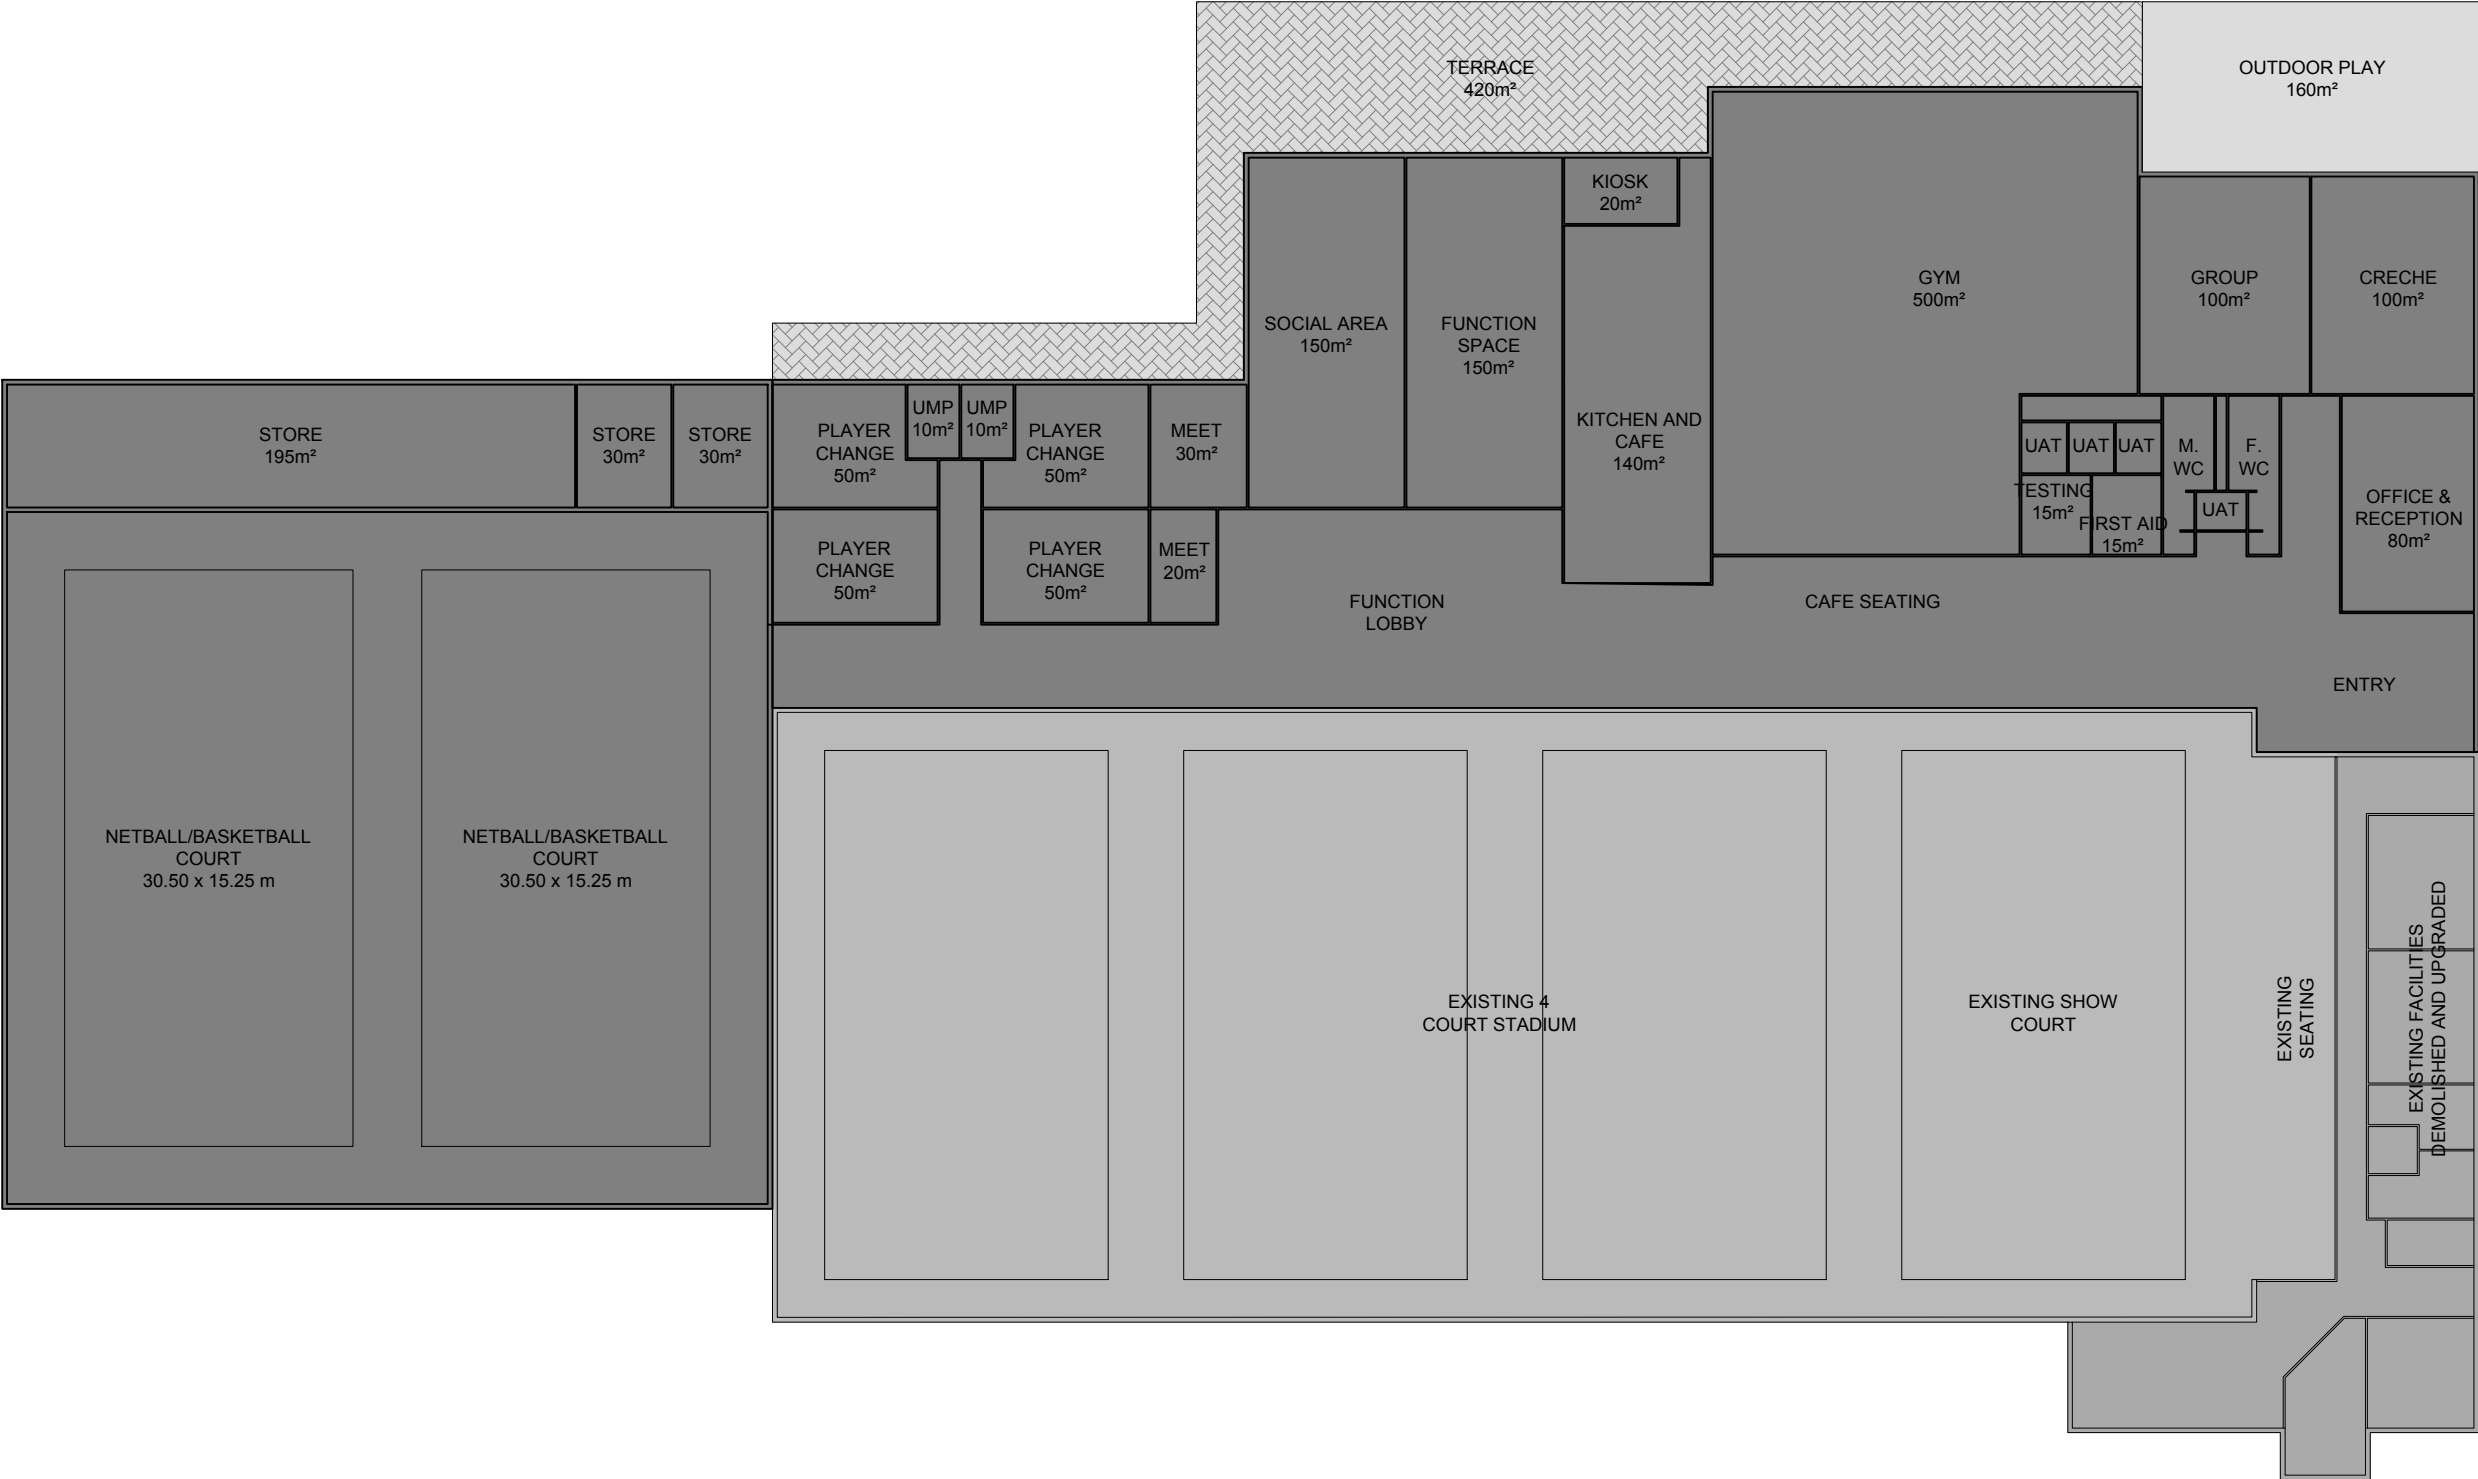 TERRACE
420m²
OUTDOOR PLAY
160m²
KIOSK
20m²
GYM
500m²
GROUP
100m²
CRECHE
100m²
SOCIAL AREA
150m²
FUNCTION
SPACE
150m²
KITCHEN AND
CAFE
140m²
STORE
195m²
STORE
30m²
STORE
30m²
PLAYER
CHANGE
50m²
UMP
10m²
UMP
10m²
PLAYER
CHANGE
50m²
MEET
30m²
UAT
UAT
UAT
M.
WC
F.
WC
TESTING
15m²
FIRST AID
15m²
UAT
OFFICE &
RECEPTION
80m²
PLAYER
CHANGE
50m²
PLAYER
CHANGE
50m²
MEET
20m²
FUNCTION
LOBBY
CAFE SEATING
ENTRY
NETBALL/BASKETBALL
COURT
30.50 x 15.25 m
NETBALL/BASKETBALL
COURT
30.50 x 15.25 m
EXISTING 4
COURT STADIUM
EXISTING SHOW
COURT
EXISTING
SEATING
EXISTING FACILITIES
DEMOLISHED AND UPGRADED